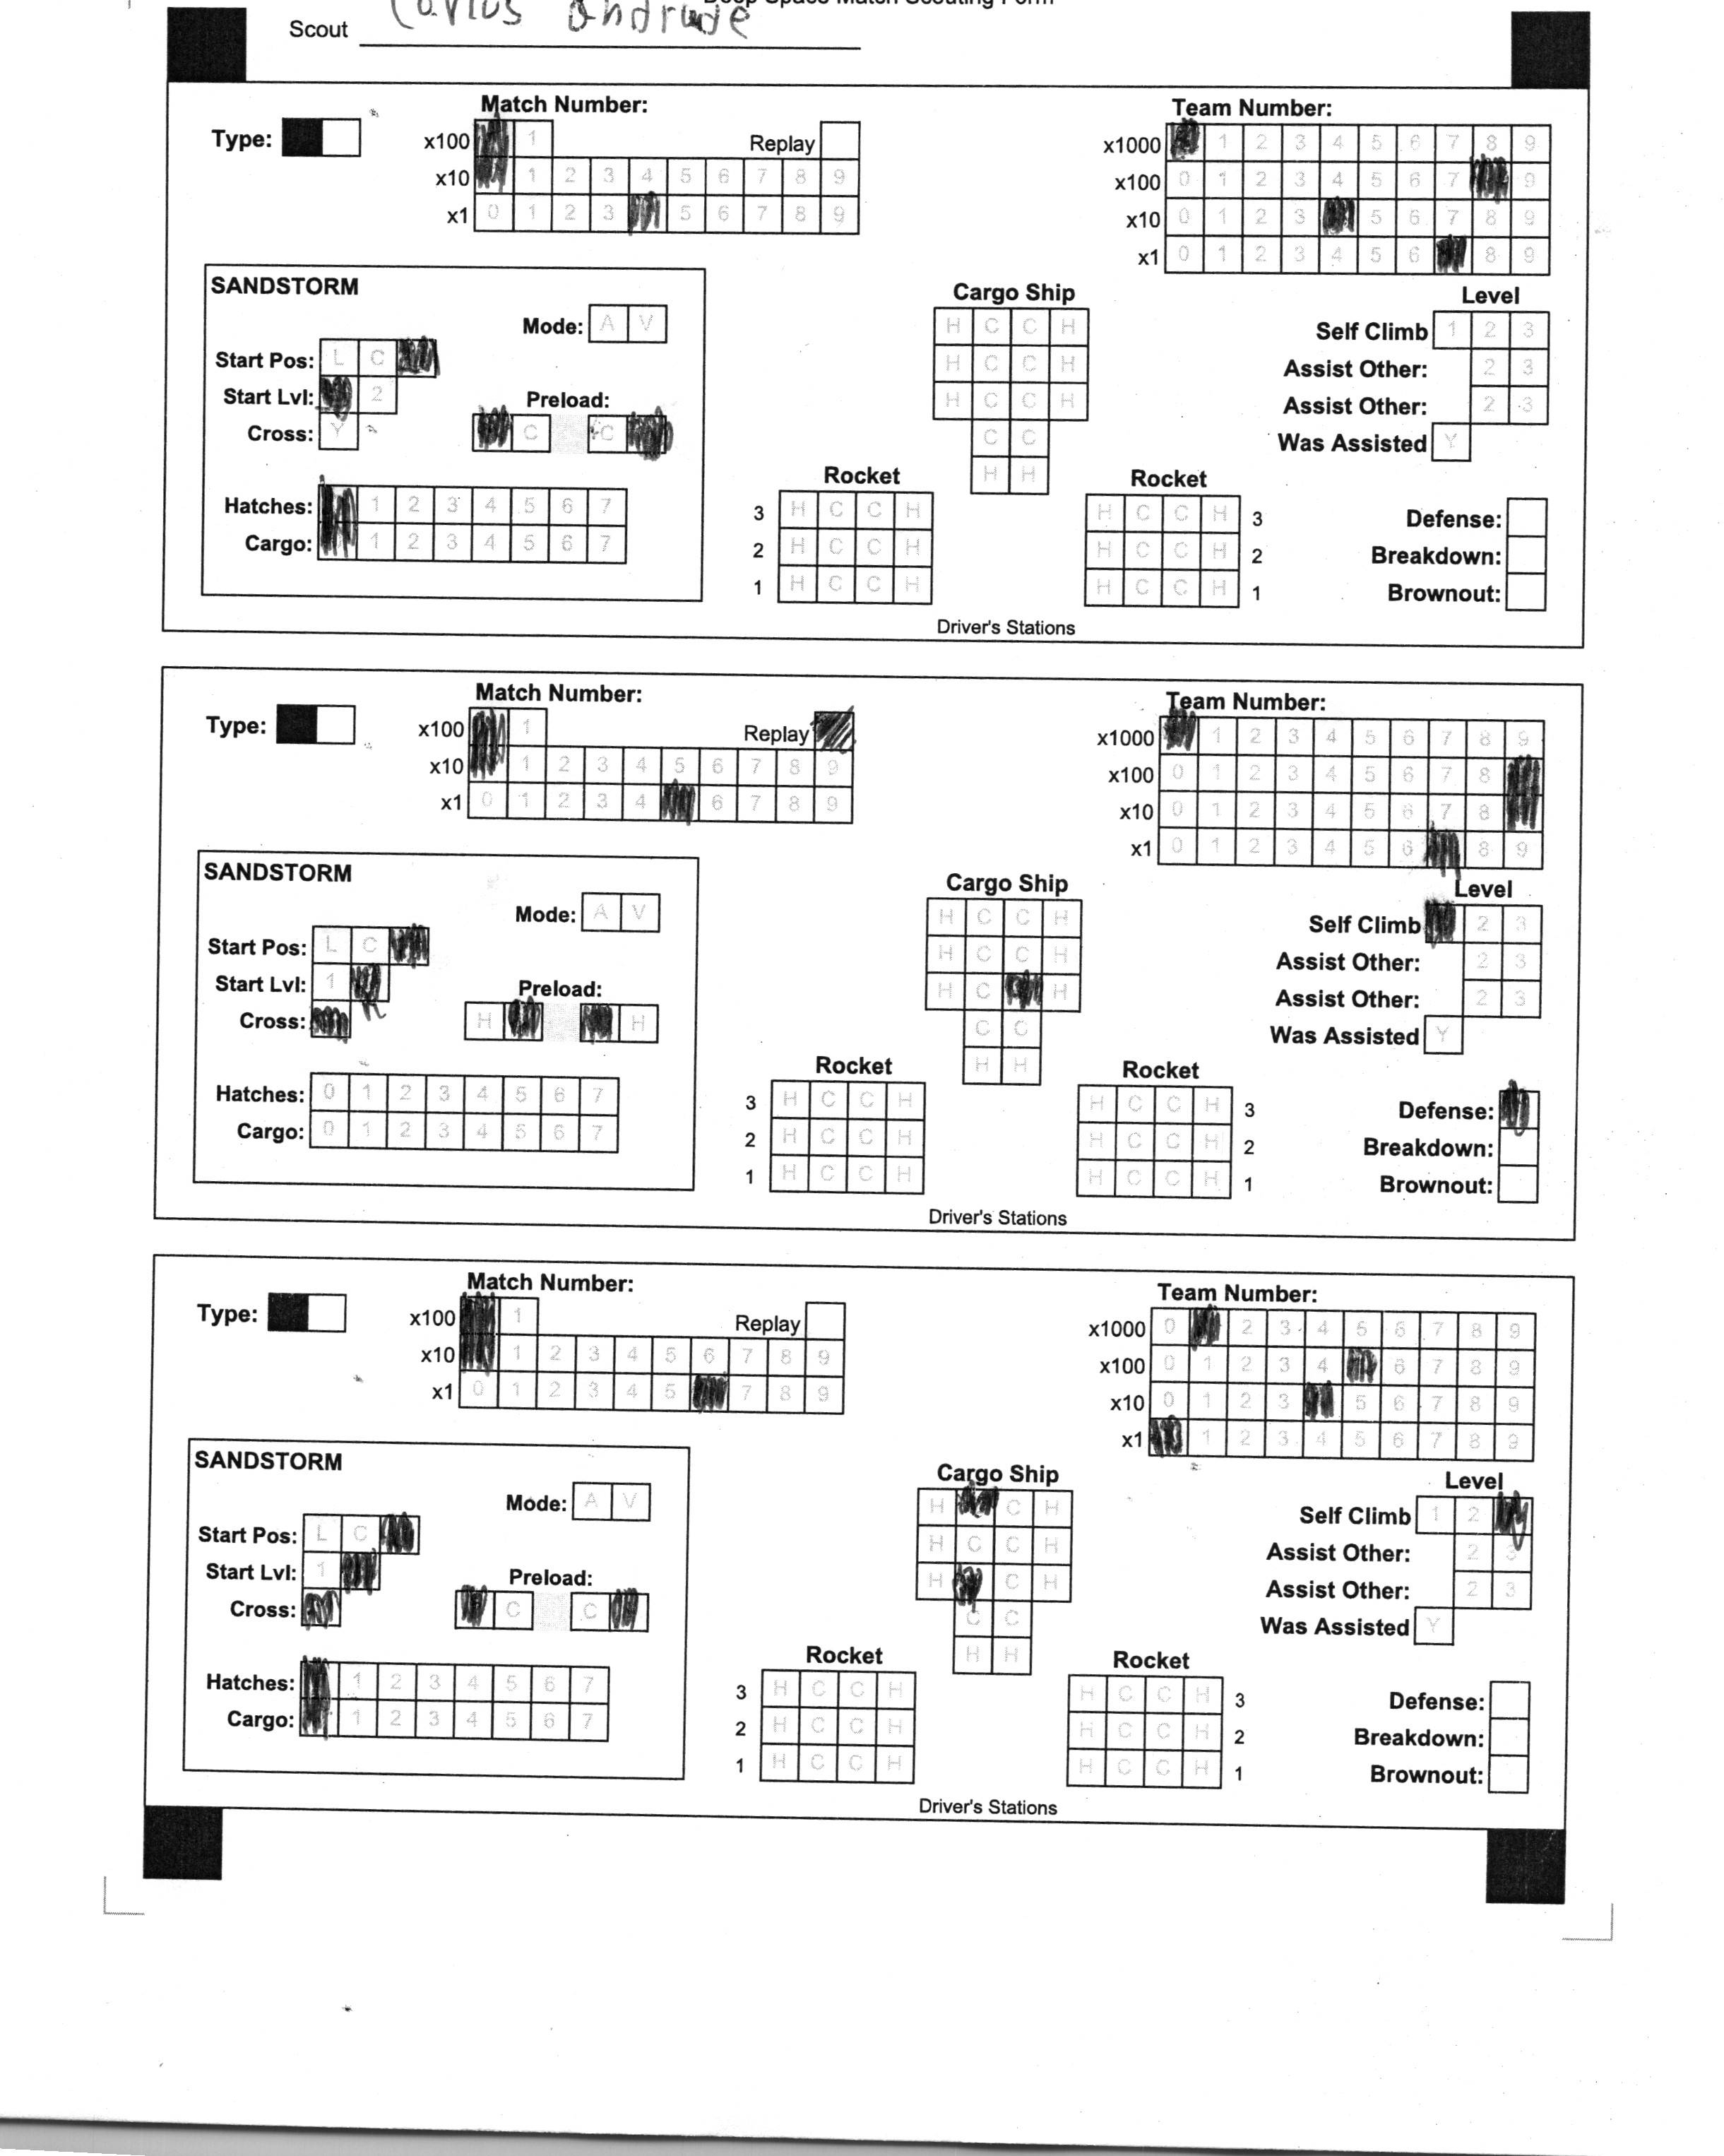 Deep Space Match Scouting Form
Scout Carlos Andrade
Match Number:
Team Number:
Type:
x100 1
Replay
x10 1 2 3 4 5 6 7 8 9
x1 0 1 2 3 5 6 7 8 9
x1000 1 2 3 4 5 6 7 8 9
x100 0 1 2 3 4 5 6 7 9
x10 0 1 2 3 5 6 7 8 9
x1 0 1 2 3 4 5 6 8 9
SANDSTORM
Mode: A V
Start Pos: L C
Start Lvl: 2
Preload:
Cross: Y
C C
Hatches: 1 2 3 4 5 6 7
Cargo: 1 2 3 4 5 6 7
Cargo Ship
H C C H
H C C H
H C C H
C C
H H
Rocket
3 H C C H
2 H C C H
1 H C C H
Rocket
H C C H 3
H C C H 2
H C C H 1
Level
Self Climb 1 2 3
Assist Other: 2 3
Assist Other: 2 3
Was Assisted Y
Defense:
Breakdown:
Brownout:
Driver's Stations
Match Number:
Team Number:
Type:
x100 1
Replay
x10 1 2 3 4 5 6 7 8 9
x1 0 1 2 3 4 6 7 8 9
x1000 1 2 3 4 5 6 7 8 9
x100 0 1 2 3 4 5 6 7 8
x10 0 1 2 3 4 5 6 7 8
x1 0 1 2 3 4 5 6 8 9
SANDSTORM
Mode: A V
Start Pos: L C
Start Lvl: 1
Preload:
Cross:
H H
Hatches: 0 1 2 3 4 5 6 7
Cargo: 0 1 2 3 4 5 6 7
Cargo Ship
H C C H
H C C H
H C H
C C
H H
Rocket
3 H C C H
2 H C C H
1 H C C H
Rocket
H C C H 3
H C C H 2
H C C H 1
Level
Self Climb 2 3
Assist Other: 2 3
Assist Other: 2 3
Was Assisted Y
Defense:
Breakdown:
Brownout:
Driver's Stations
Match Number:
Team Number:
Type:
x100 1
Replay
x10 1 2 3 4 5 6 7 8 9
x1 0 1 2 3 4 5 7 8 9
x1000 0 2 3 4 5 6 7 8 9
x100 0 1 2 3 4 6 7 8 9
x10 0 1 2 3 5 6 7 8 9
x1 1 2 3 4 5 6 7 8 9
SANDSTORM
Mode: A V
Start Pos: L C
Start Lvl: 1
Preload:
Cross:
C C
Hatches: 1 2 3 4 5 6 7
Cargo: 1 2 3 4 5 6 7
Cargo Ship
H C H
H C C H
H C H
C C
H H
Rocket
3 H C C H
2 H C C H
1 H C C H
Rocket
H C C H 3
H C C H 2
H C C H 1
Level
Self Climb 1 2
Assist Other: 2 3
Assist Other: 2 3
Was Assisted Y
Defense:
Breakdown:
Brownout:
Driver's Stations